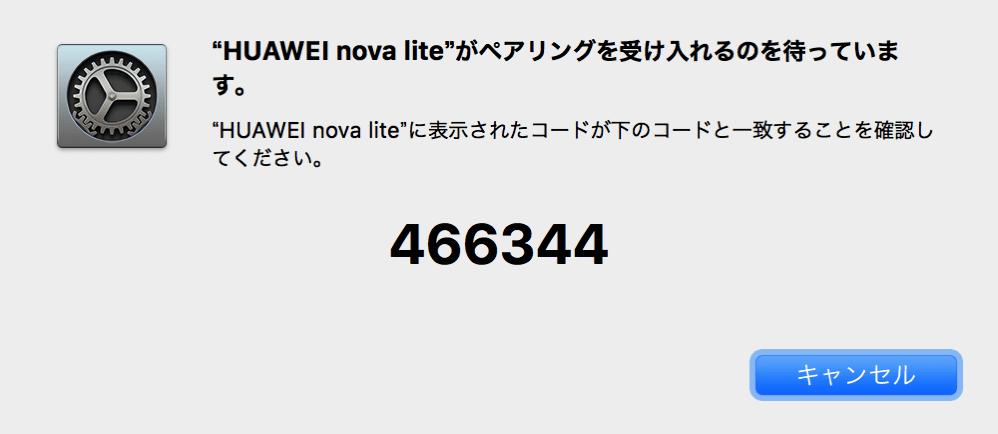 “HUAWEI nova lite”がペアリングを受け入れるのを待っていま
す。
“HUAWEI nova lite”に表示されたコードが下のコードと一致することを確認し
てください。
466344
キャンセル